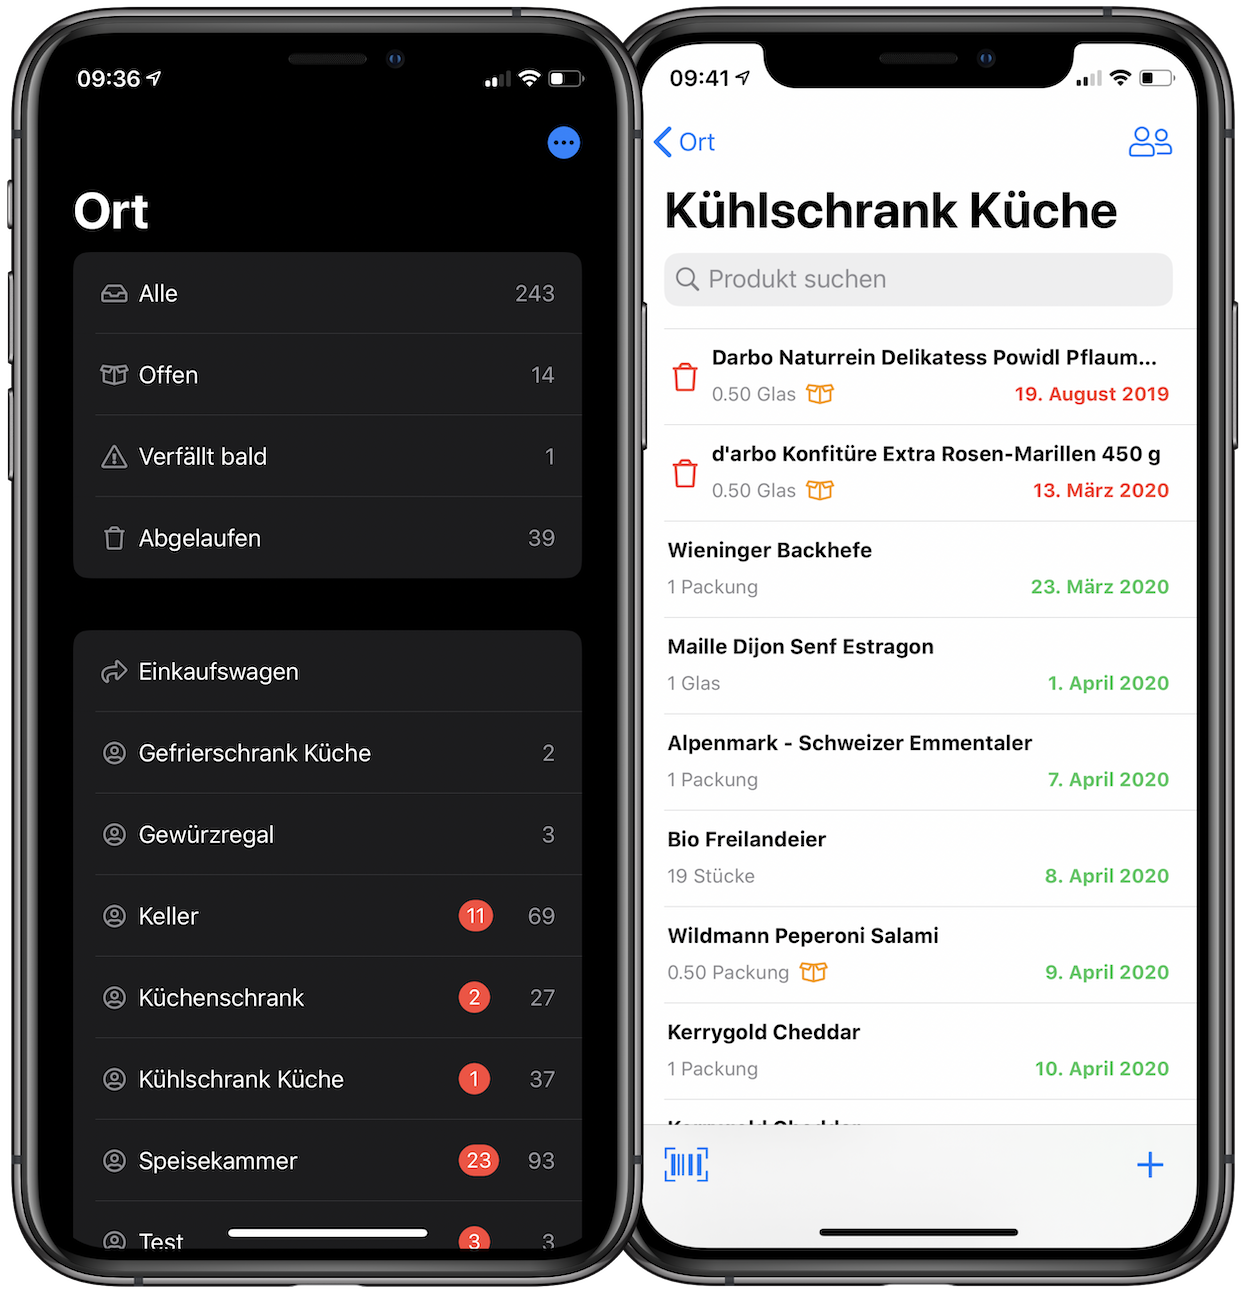 09:36
Ort
Alle 243
Offen 14
Verfällt bald 1
Abgelaufen 39
Einkaufswagen
Gefrierschrank Küche 2
Gewürzregal 3
Keller 11 69
Küchenschrank 2 27
Kühlschrank Küche 1 37
Speisekammer 23 93
Test 3 3
09:41
Ort
Kühlschrank Küche
Produkt suchen
Darbo Naturrein Delikatess Powidl Pflaum...
0.50 Glas 19. August 2019
d'arbo Konfitüre Extra Rosen-Marillen 450 g
0.50 Glas 13. März 2020
Wieninger Backhefe
1 Packung 23. März 2020
Maille Dijon Senf Estragon
1 Glas 1. April 2020
Alpenmark - Schweizer Emmentaler
1 Packung 7. April 2020
Bio Freilandeier
19 Stücke 8. April 2020
Wildmann Peperoni Salami
0.50 Packung 9. April 2020
Kerrygold Cheddar
1 Packung 10. April 2020
Kerrygold Cheddar